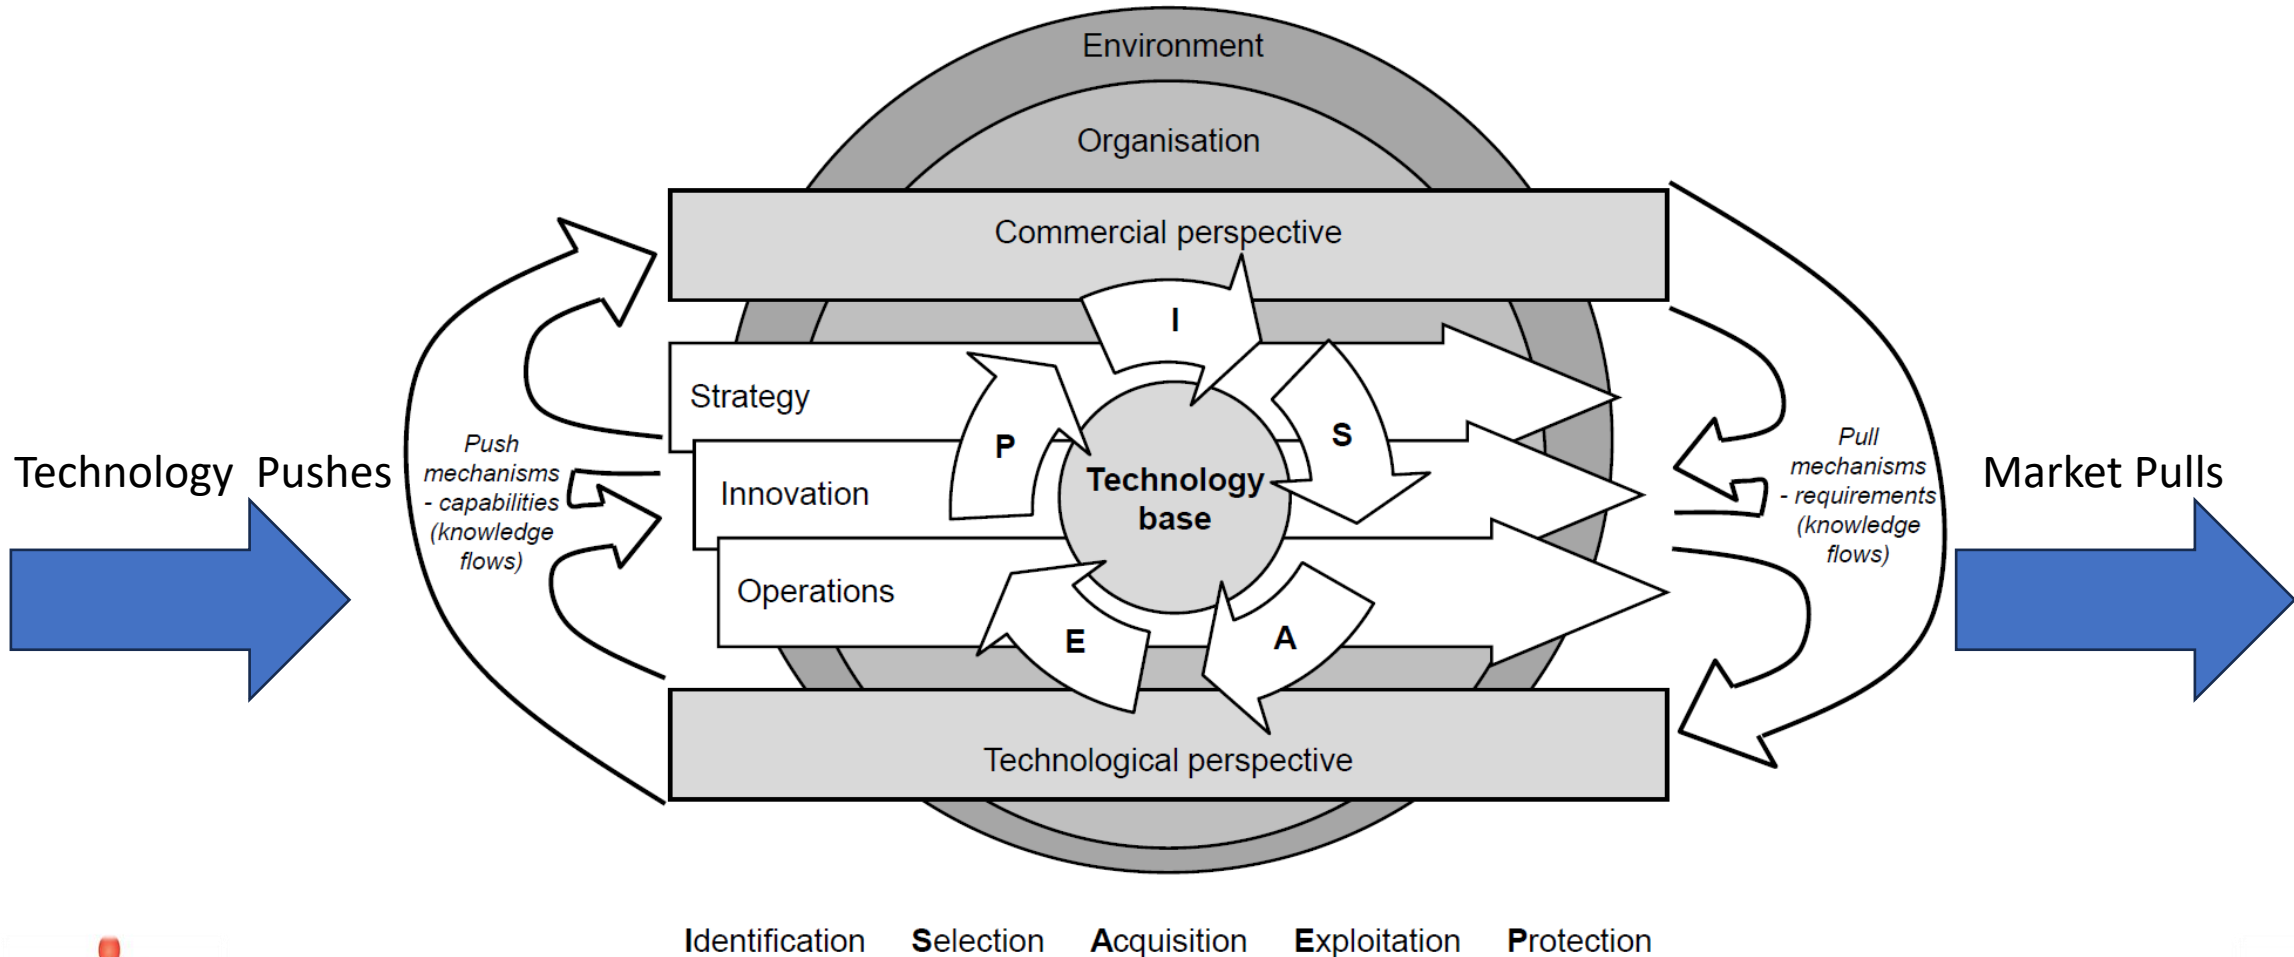 Environment
Organisation
Commercial perspective
I
Strategy
P
S
Push
mechanisms
- capabilities
(knowledge
flows)
Technology Pushes
Innovation
Technology
base
Pull
mechanisms
- requirements
(knowledge
flows)
Market Pulls
Operations
E
A
Technological perspective
Identification Selection Acquisition Exploitation Protection